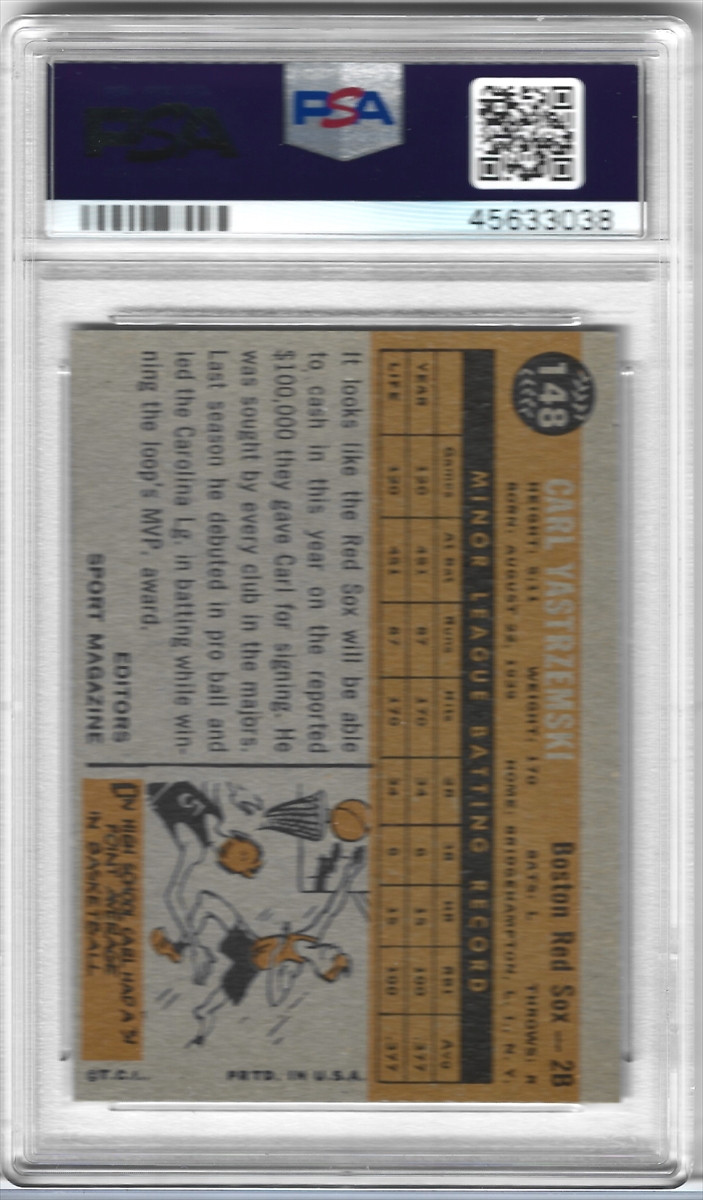 PSA
PSA
45633038
148
CARL YASTRZEMSKI
Boston Red Sox — 2B
HEIGHT: 5:11 WEIGHT: 170 BATS: L THROWS: R
BORN: AUGUST 22, 1939 HOME: BRIDGEHAMPTON, L. I., N. Y.
MINOR LEAGUE BATTING RECORD
Games At Bat Runs Hits 2B 3B HR RBI Avg.
YEAR 120 451 87 170 34 6 15 100 .377
LIFE 120 451 87 170 34 6 15 100 .377
It looks like the Red Sox will be able
to cash in this year on the reported
$100,000 they gave Carl for signing. He
was sought by every club in the majors.
Last season he debuted in pro ball and
led the Carolina Lg. in batting while win-
ning the loop's MVP. award.
EDITORS
SPORT MAGAZINE
5
IN HIGH SCHOOL CARL HAD A 34
POINT AVERAGE
IN BASKETBALL
©T.C.G.
PRTD. IN U.S.A.